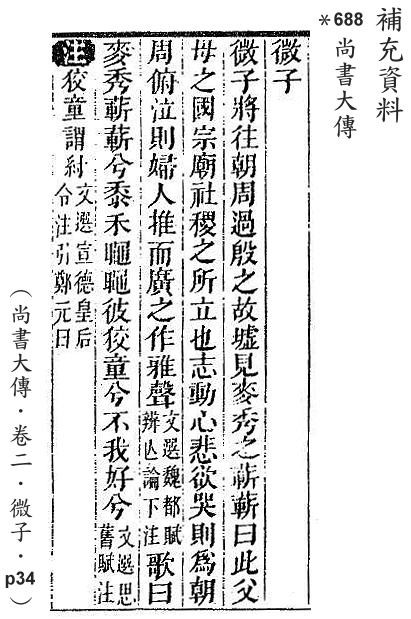 補充資料
*688 尚書大傳
微子
微子將往朝周過殷之故墟見麥秀之蔪蔪曰此父
母之國宗廟社稷之所立也志動心悲欲哭則爲朝
周俯泣則婦人推而廣之作雅聲文選魏都賦辨亾論下注歌曰
麥秀蔪蔪兮黍禾彼狡童兮不我好兮文選思舊賦注
注狡童謂紂文選宣德皇后令注引鄭元曰
(尚書大傳・卷二・微子・p34)